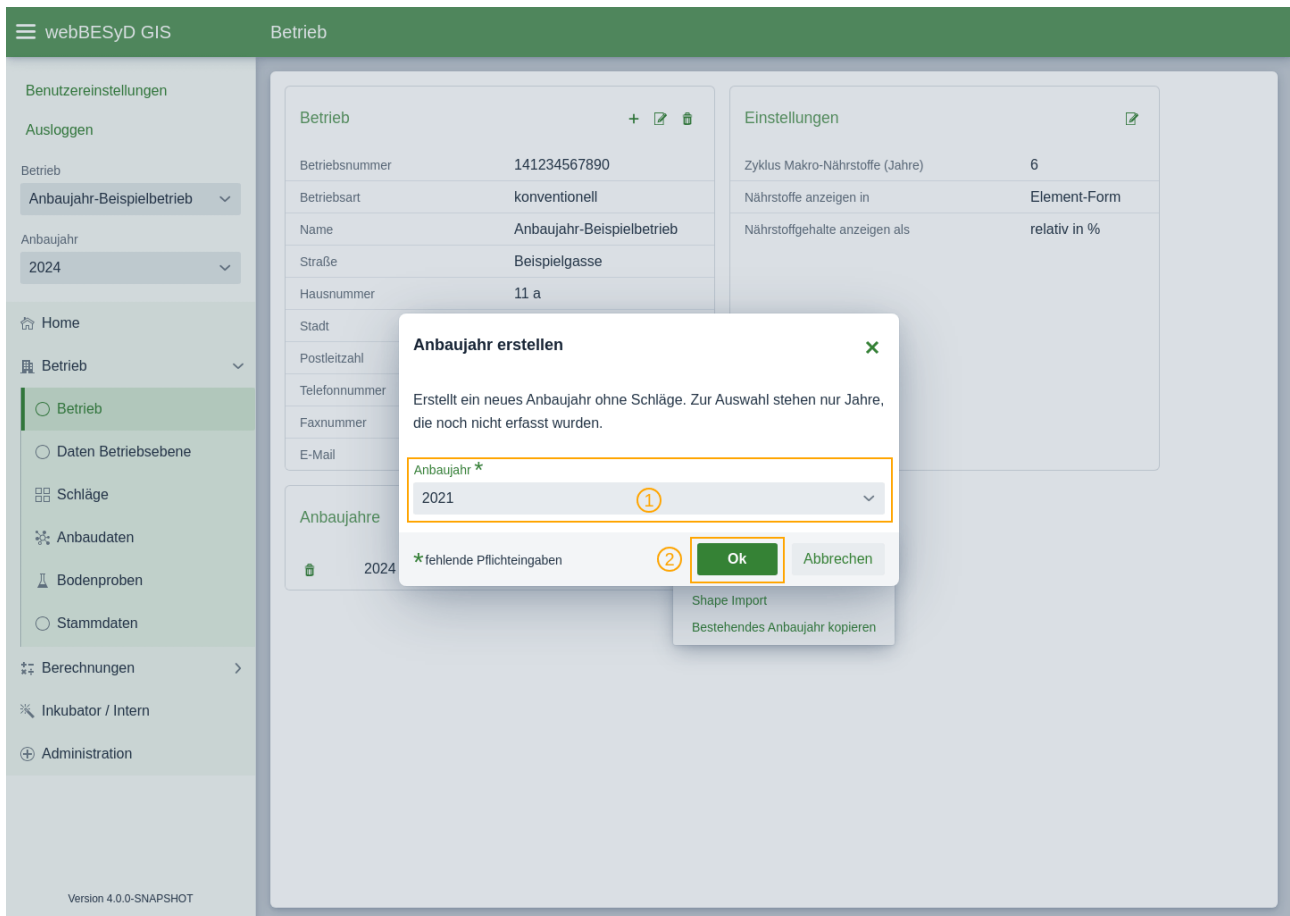 webBESyD GIS
Betrieb
Benutzereinstellungen
Ausloggen
Betrieb
Anbaujahr-Beispielbetrieb
Anbaujahr
2024
Home
Betrieb
Betrieb
Daten Betriebsebene
Schläge
Anbaudaten
Bodenproben
Stammdaten
Berechnungen
Inkubator / Intern
Administration
Version 4.0.0-SNAPSHOT
Betrieb
Betriebsnummer 141234567890
Betriebsart konventionell
Name Anbaujahr-Beispielbetrieb
Straße Beispielgasse
Hausnummer 11 a
Stadt
Postleitzahl
Telefonnummer
Faxnummer
E-Mail
Einstellungen
Zyklus Makro-Nährstoffe (Jahre) 6
Nährstoffe anzeigen in Element-Form
Nährstoffgehalte anzeigen als relativ in %
Anbaujahre
2024
Anbaujahr erstellen
Erstellt ein neues Anbaujahr ohne Schläge. Zur Auswahl stehen nur Jahre,
die noch nicht erfasst wurden.
Anbaujahr *
2021 1
* fehlende Pflichteingaben 2 Ok Abbrechen
Shape Import
Bestehendes Anbaujahr kopieren